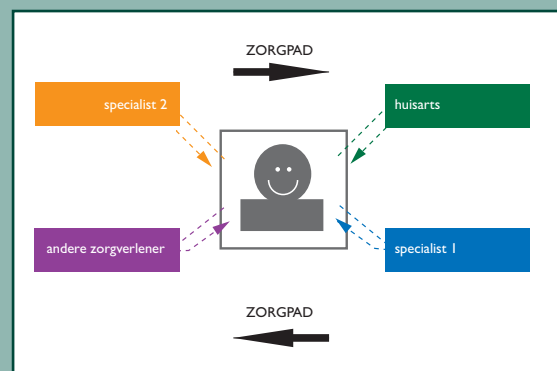 ZORGPAD
specialist 2
huisarts
andere zorgverlener
specialist 1
ZORGPAD